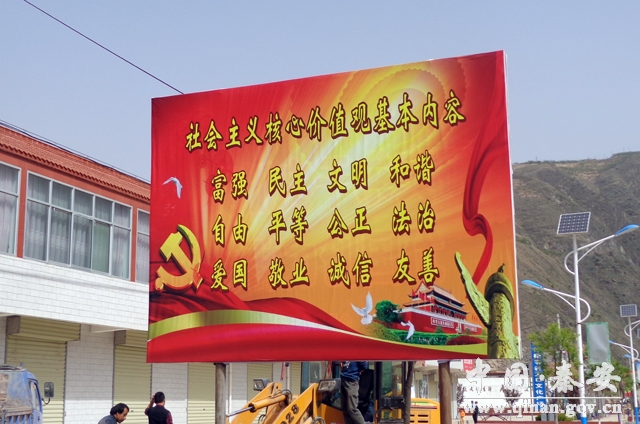 社会主义核心价值观基本内容
富强 民主 文明 和谐
自由 平等 公正 法治
爱国 敬业 诚信 友善
928
中国·秦安
www.qinan.gov.cn